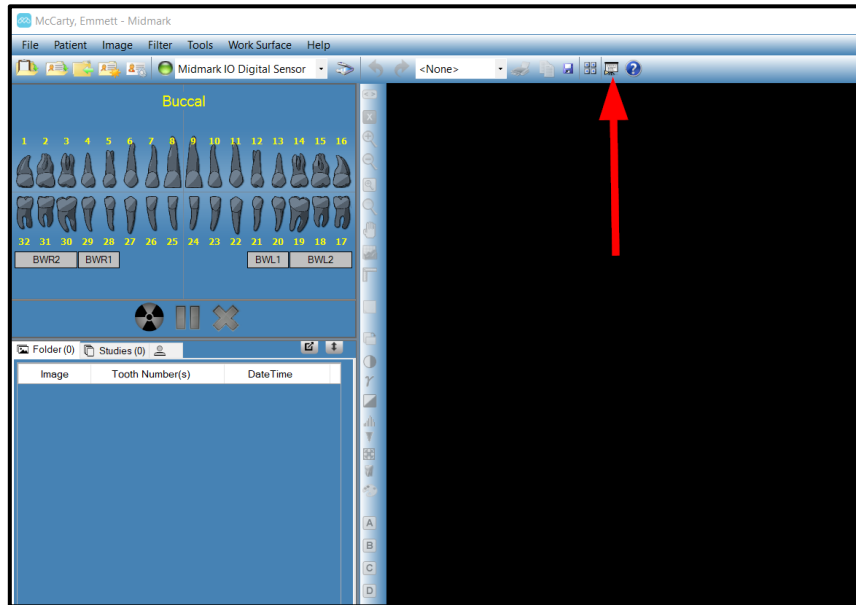 McCarty, Emmett - Midmark
File Patient Image Filter Tools Work Surface Help
Midmark IO Digital Sensor <None>
Buccal
1 2 3 4 5 6 7 8 9 10 11 12 13 14 15 16
32 31 30 29 28 27 26 25 24 23 22 21 20 19 18 17
BWR2 BWR1 BWL1 BWL2
Folder (0) Studies (0)
Image Tooth Number(s) DateTime
A
B
C
D